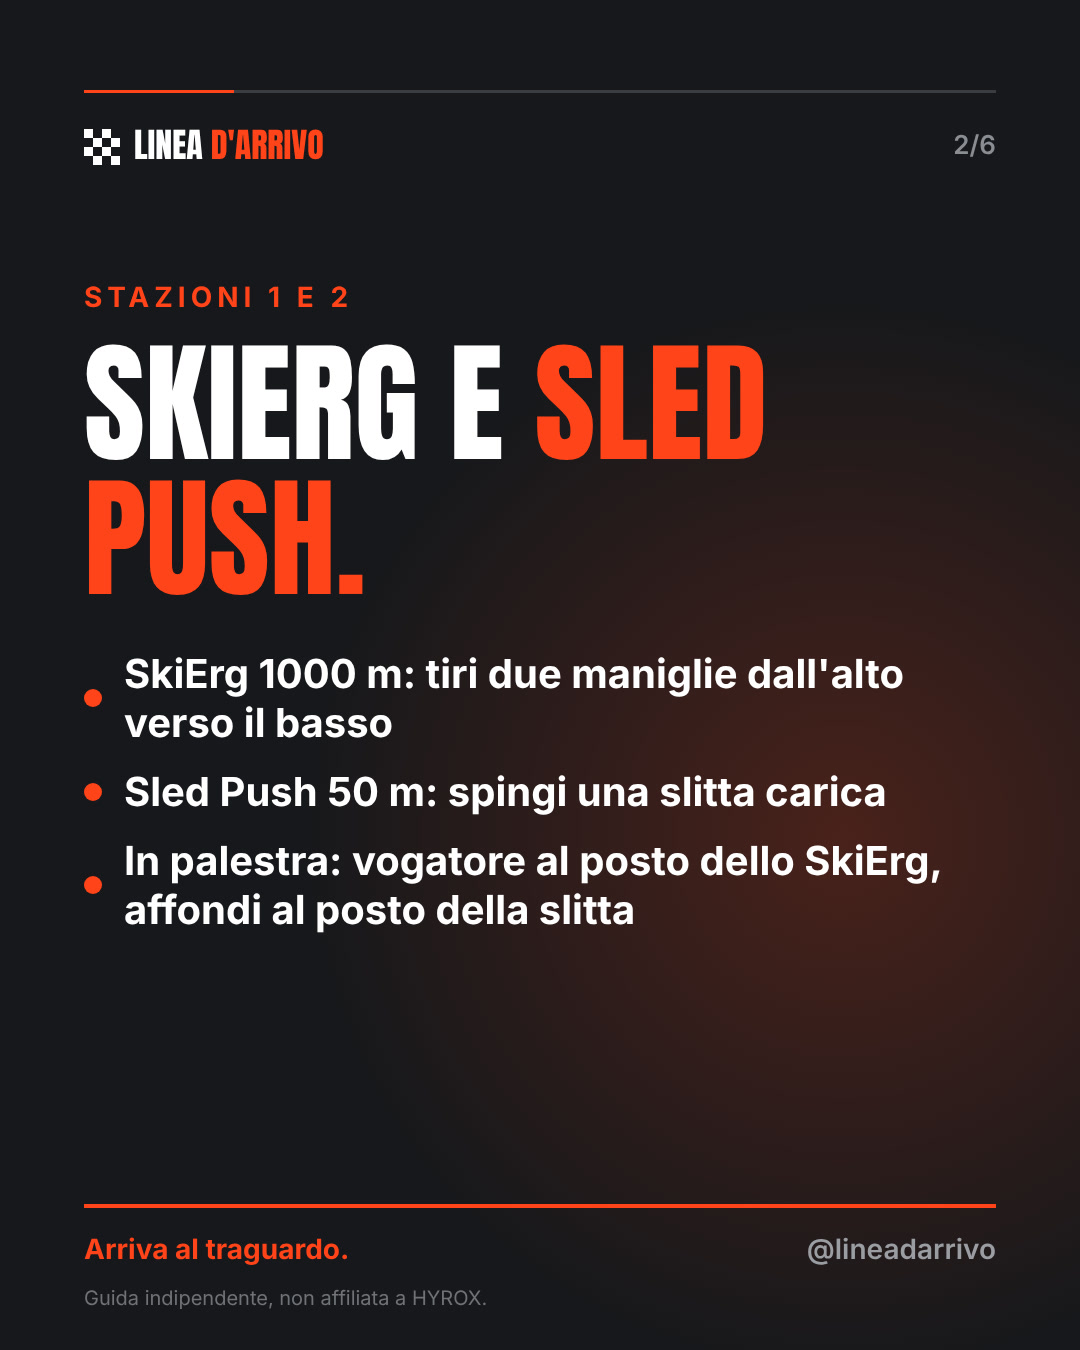 LINEA D'ARRIVO
2/6
STAZIONI 1 E 2
SKIERG E SLED
PUSH.
SkiErg 1000 m: tiri due maniglie dall'alto
verso il basso
Sled Push 50 m: spingi una slitta carica
In palestra: vogatore al posto dello SkiErg,
affondi al posto della slitta
Arriva al traguardo.
@lineadarrivo
Guida indipendente, non affiliata a HYROX.